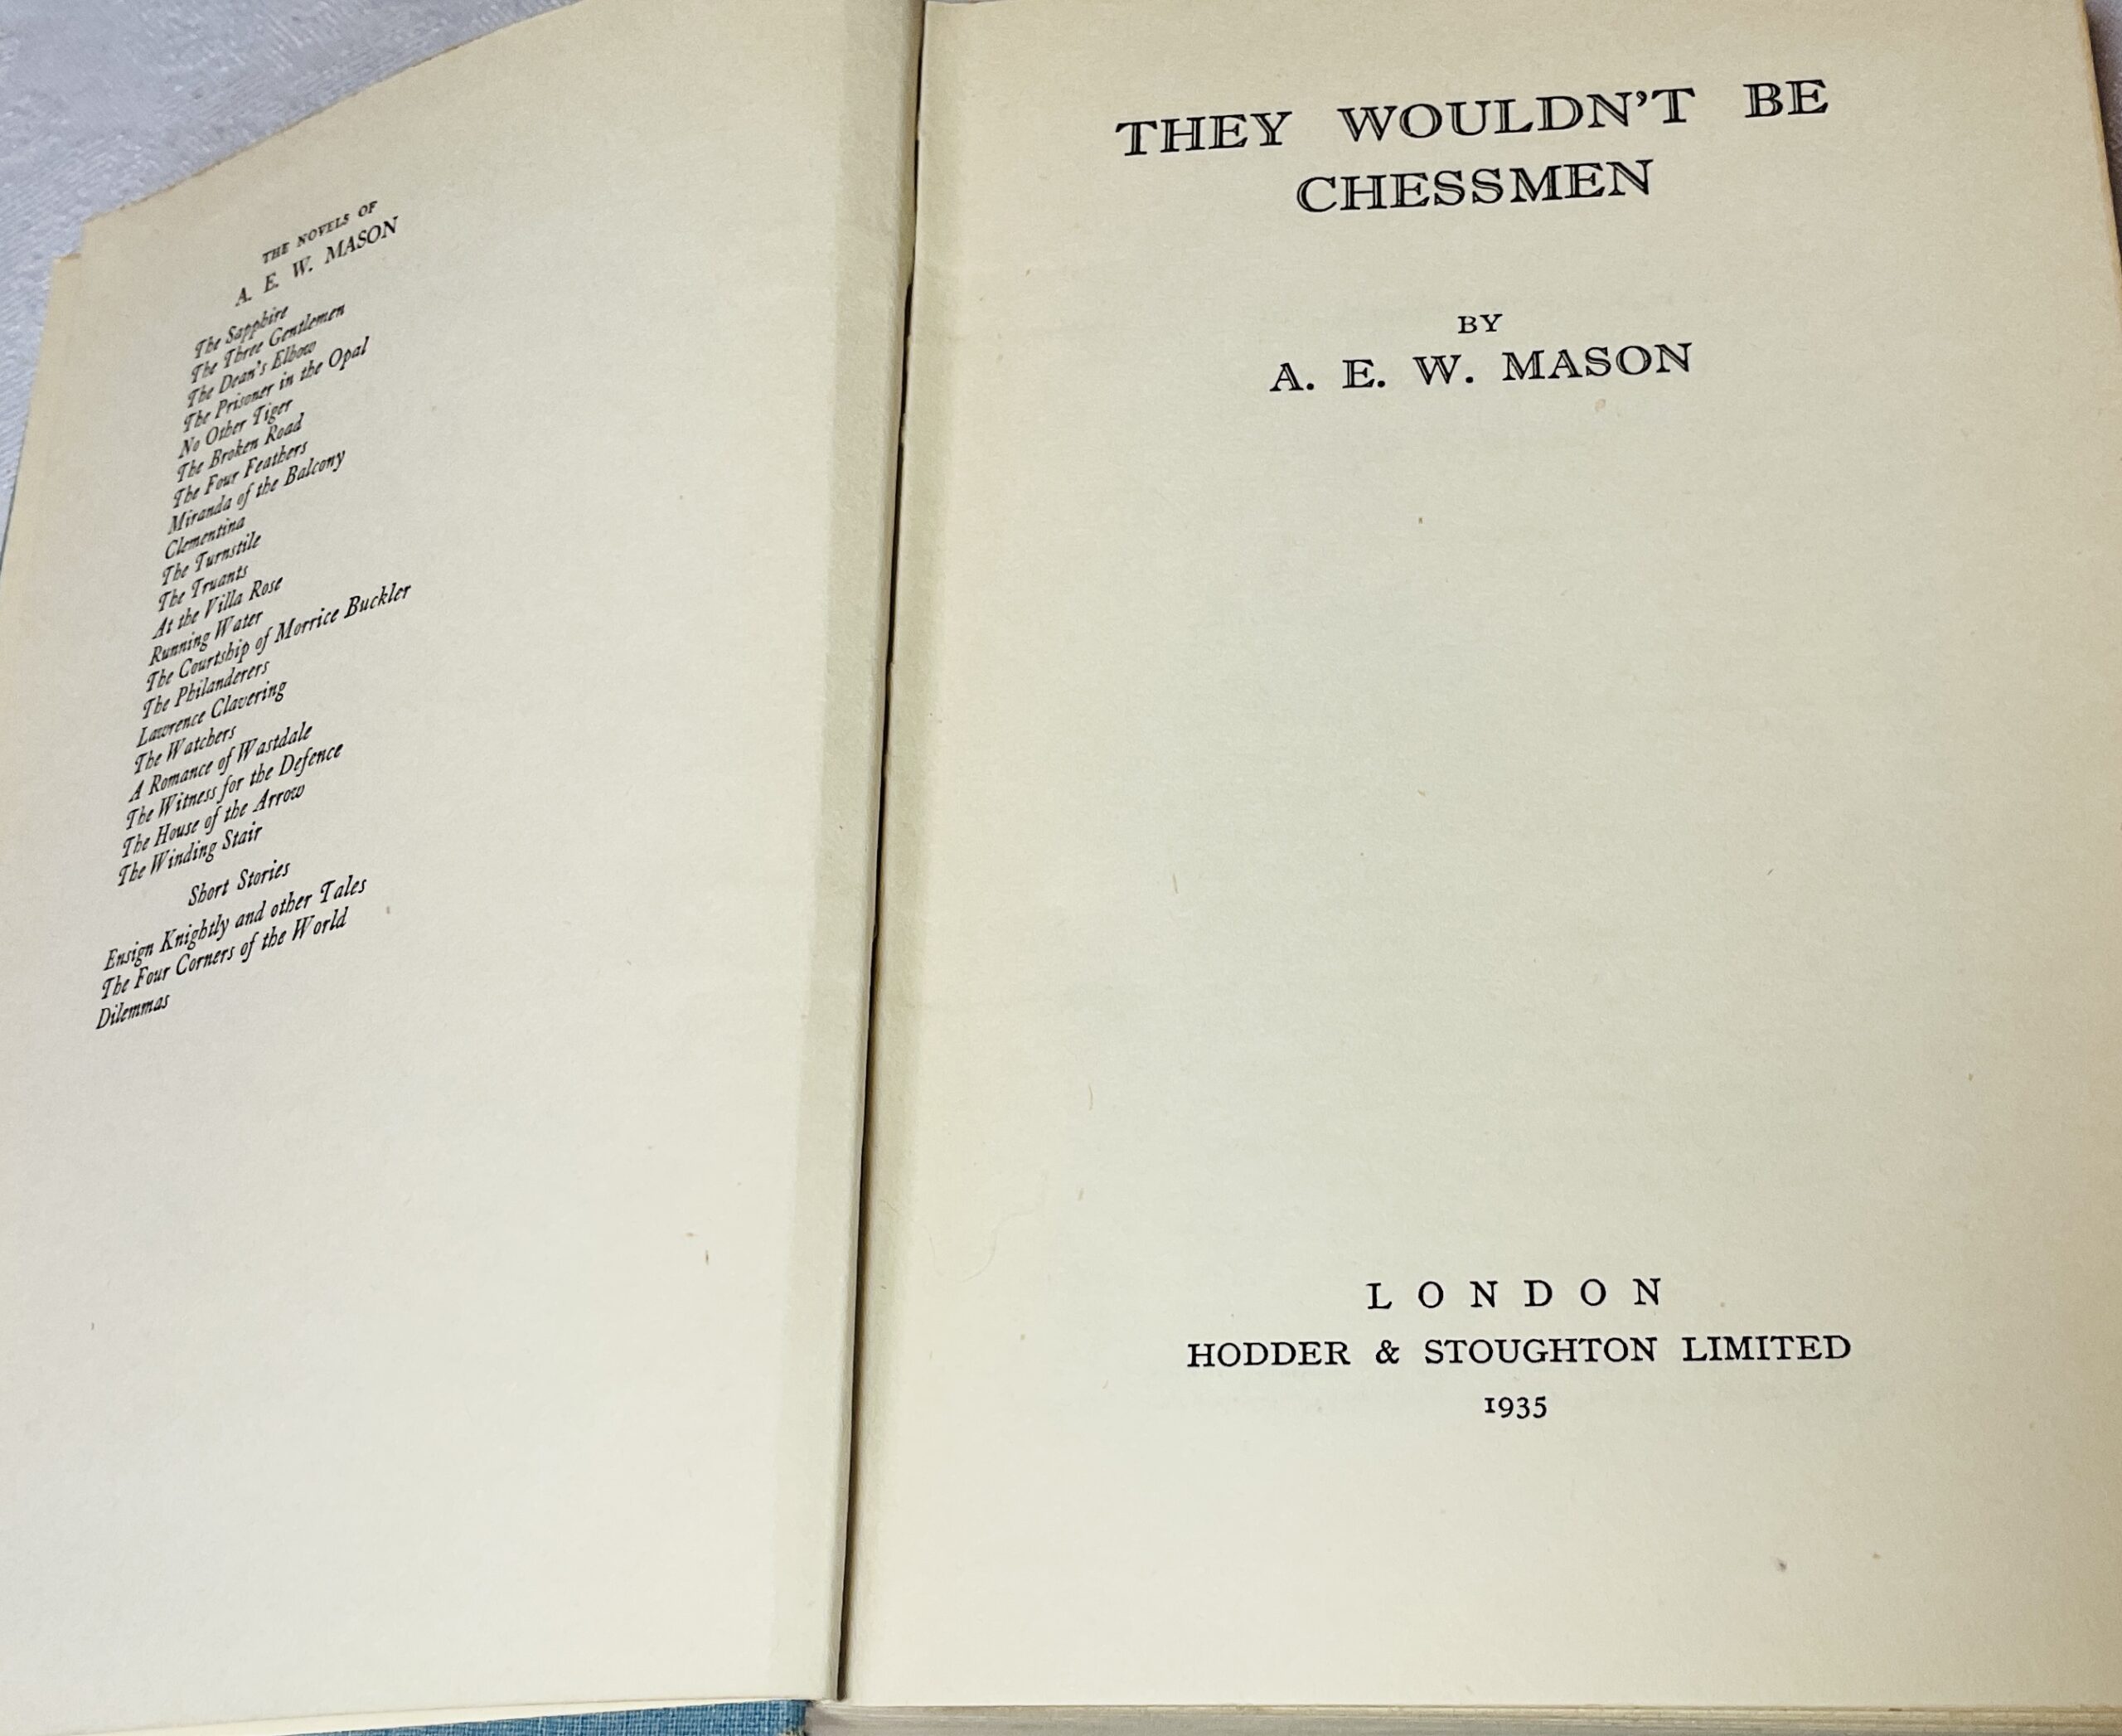 THE NOVELS OF
A. E. W. MASON
The Sapphire
The Three Gentlemen
The Dean's Elbow
The Prisoner in the Opal
No Other Tiger
The Broken Road
The Four Feathers
Miranda of the Balcony
Clementina
The Turnstile
The Truants
At the Villa Rose
Running Water
The Courtship of Morrice Buckler
The Philanderers
Lawrence Clavering
The Watchers
A Romance of Wastdale
The Witness for the Defence
The House of the Arrow
The Winding Stair
Short Stories
Ensign Knightly and other Tales
The Four Corners of the World
Dilemmas
THEY WOULDN'T BE
CHESSMEN
BY
A. E. W. MASON
LONDON
HODDER & STOUGHTON LIMITED
1935